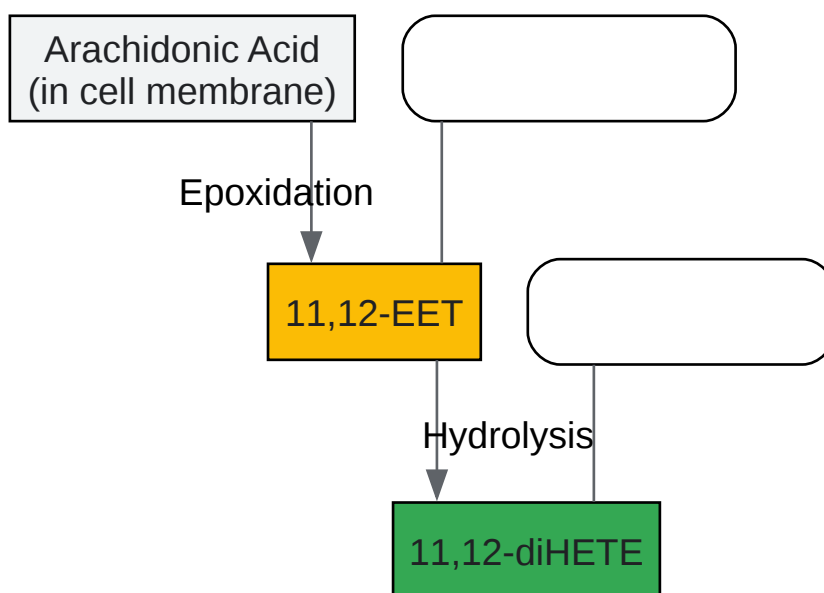 Arachidonic Acid
(in cell membrane)
Epoxidation
11,12-EET
Hydrolysis
11,12-diHETE